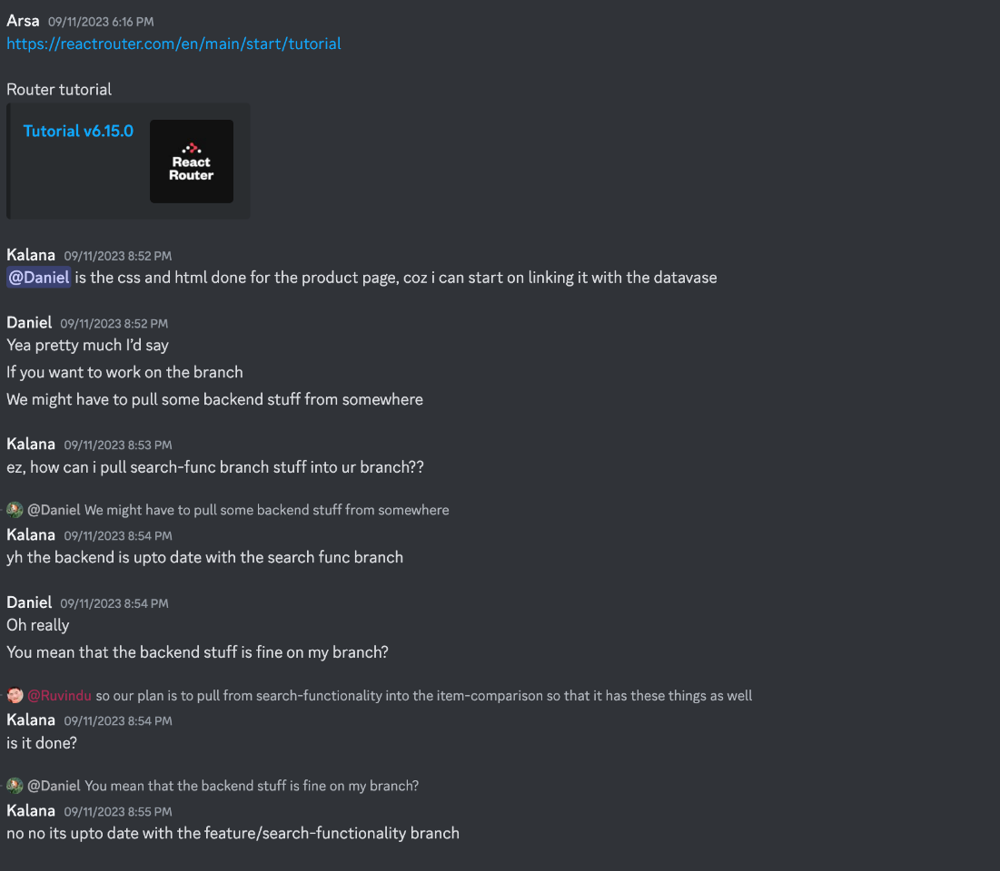 Arsa 09/11/2023 6:16 PM
https://reactrouter.com/en/main/start/tutorial
Router tutorial
Tutorial v6.15.0
React
Router
Kalana 09/11/2023 8:52 PM
@Daniel is the css and html done for the product page, coz i can start on linking it with the datavase
Daniel 09/11/2023 8:52 PM
Yea pretty much I’d say
If you want to work on the branch
We might have to pull some backend stuff from somewhere
Kalana 09/11/2023 8:53 PM
ez, how can i pull search-func branch stuff into ur branch??
@Daniel We might have to pull some backend stuff from somewhere
Kalana 09/11/2023 8:54 PM
yh the backend is upto date with the search func branch
Daniel 09/11/2023 8:54 PM
Oh really
You mean that the backend stuff is fine on my branch?
@Ruvindu so our plan is to pull from search-functionality into the item-comparison so that it has these things as well
Kalana 09/11/2023 8:54 PM
is it done?
@Daniel You mean that the backend stuff is fine on my branch?
Kalana 09/11/2023 8:55 PM
no no its upto date with the feature/search-functionality branch